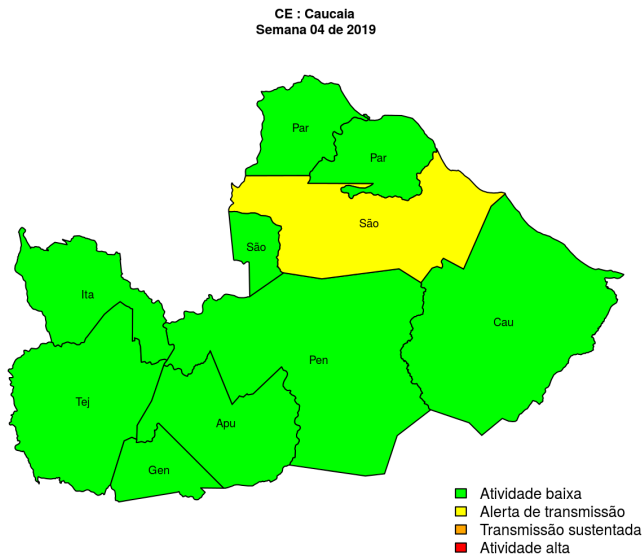 CE : Caucaia
Semana 04 de 2019
Par
Par
São
São
Ita
Cau
Pen
Tej
Apu
Gen
Atividade baixa
Alerta de transmissão
Transmissão sustentada
Atividade alta